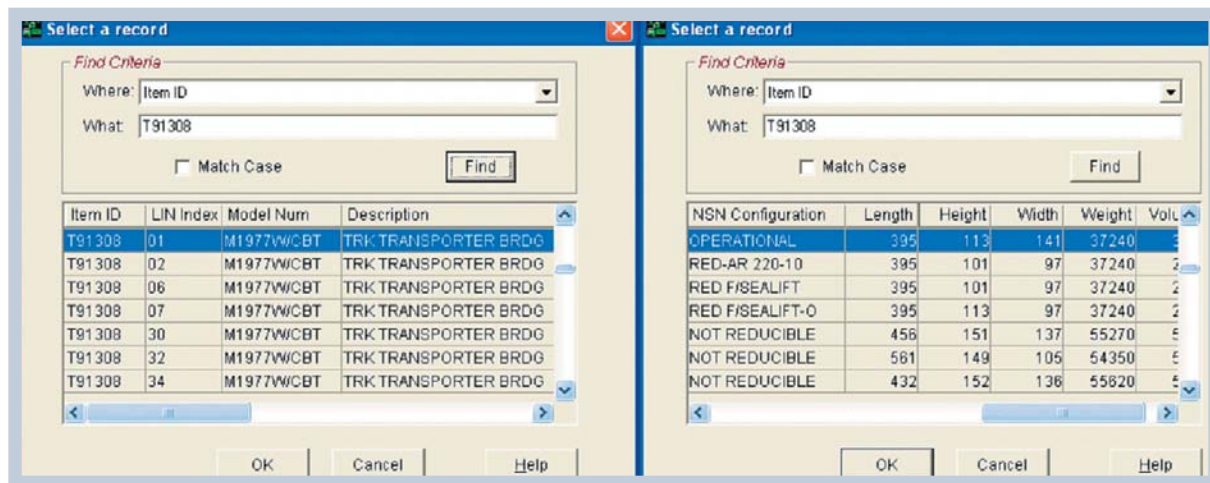 Select a record
Find Criteria
Where: Item ID
What: T91308
Match Case
Find
Item ID LIN Index Model Num Description
T91308 01 M1977W/CBT TRK TRANSPORTER BRDG
T91308 02 M1977W/CBT TRK TRANSPORTER BRDG
T91308 06 M1977W/CBT TRK TRANSPORTER BRDG
T91308 07 M1977W/CBT TRK TRANSPORTER BRDG
T91308 30 M1977W/CBT TRK TRANSPORTER BRDG
T91308 32 M1977W/CBT TRK TRANSPORTER BRDG
T91308 34 M1977W/CBT TRK TRANSPORTER BRDG
OK Cancel Help
Select a record
Find Criteria
Where: Item ID
What: T91308
Match Case
Find
NSN Configuration Length Height Width Weight Volu
OPERATIONAL 395 113 141 37240
RED-AR 220-10 395 101 97 37240 2
RED F/SEALIFT 395 101 97 37240 2
RED F/SEALIFT-O 395 113 97 37240 2
NOT REDUCIBLE 456 151 137 55270 5
NOT REDUCIBLE 561 149 105 54350 5
NOT REDUCIBLE 432 152 136 55620 5
OK Cancel Help